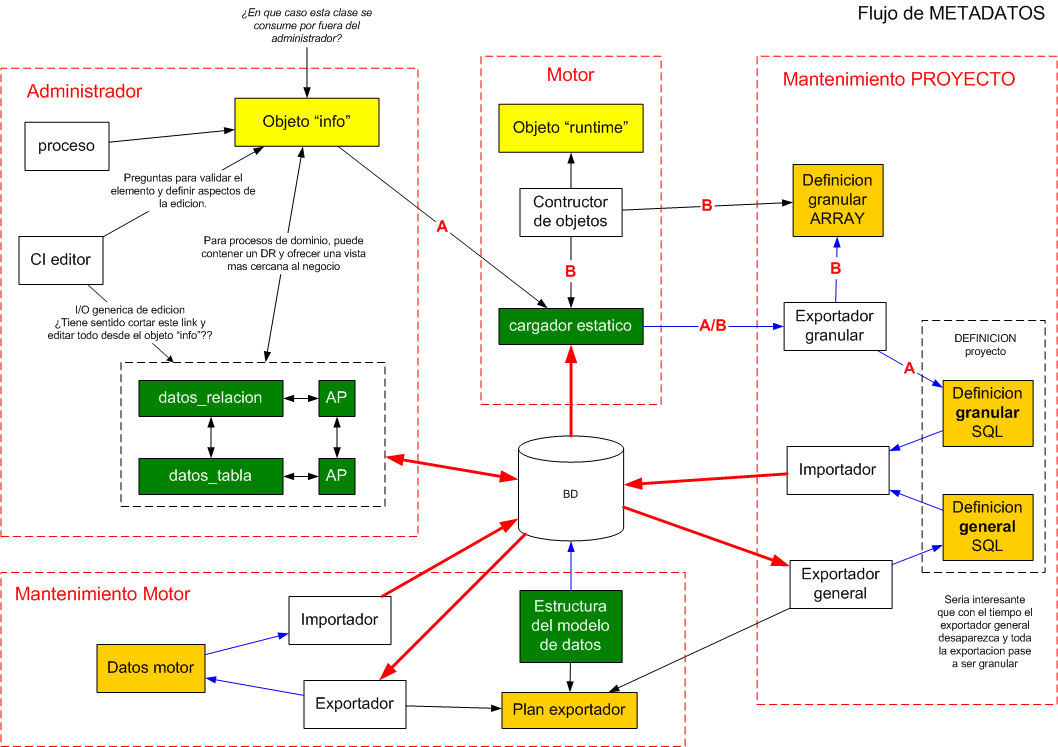 Flujo de METADATOS
¿En que caso esta clase se
consume por fuera del
administrador?
Administrador
Objeto “info”
proceso
Preguntas para validar el
elemento y definir aspectos de
la edicion.
CI editor
Para procesos de dominio, puede
contener un DR y ofrecer una vista
mas cercana al negocio
I/O generica de edicion
¿Tiene sentido cortar este link y
editar todo desde el objeto “info”??
datos_relacion
AP
datos_tabla
AP
A
Motor
Objeto “runtime”
Contructor
de objetos
B
B
cargador estatico
A/B
BD
Mantenimiento PROYECTO
Definicion
granular
ARRAY
B
Exportador
granular
A
DEFINICION
proyecto
Definicion
granular
SQL
Importador
Definicion
general
SQL
Exportador
general
Seria interesante
que con el tiempo el
exportador general
desaparezca y toda
la exportacion pase
a ser granular
Mantenimiento Motor
Importador
Datos motor
Exportador
Estructura
del modelo
de datos
Plan exportador